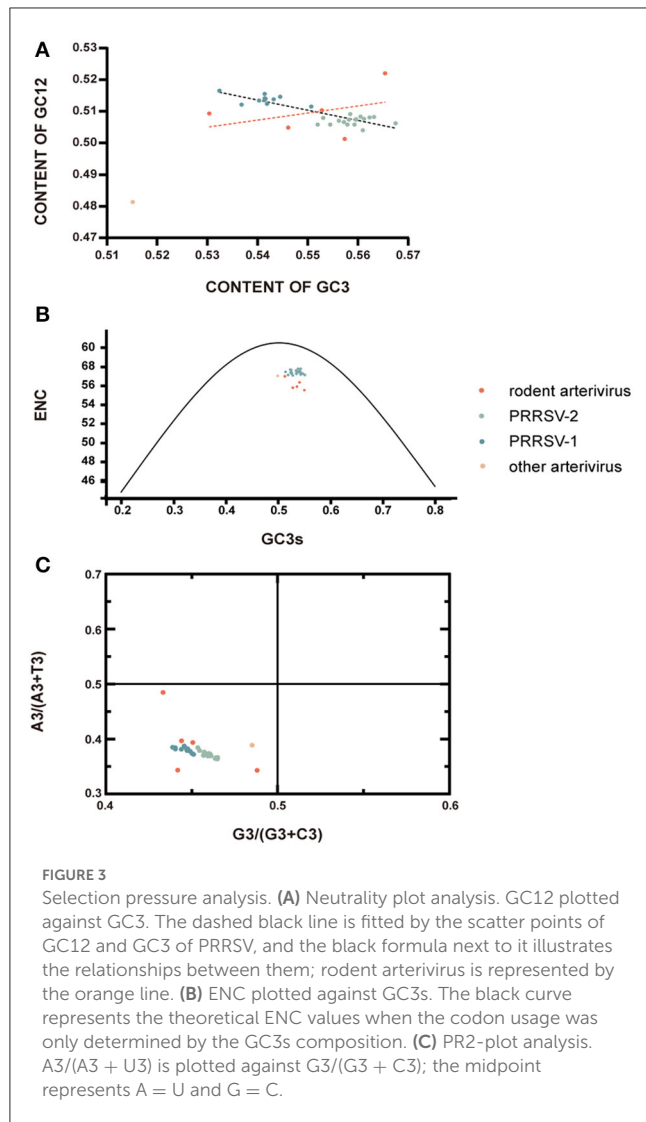 A
0.53
0.52
0.51
0.50
0.49
0.48
0.47
0.51
0.52
0.53
0.54
0.55
0.56
0.57
CONTENT OF GC12
CONTENT OF GC3
B
60
68
56
54
52
50
48
46
0.2
0.3
0.4
0.5
0.6
0.7
0.8
ENC
GC3s
rodent arterivirus
PRRSV-2
PRRSV-1
other arterivirus
C
0.7
0.6
0.5
0.4
0.3
0.4
0.5
0.6
A3/(A3+T3)
G3/(G3+C3)
FIGURE 3
Selection pressure analysis. (A) Neutrality plot analysis. GC12 plotted
against GC3. The dashed black line is fitted by the scatter points of
GC12 and GC3 of PRRSV, and the black formula next to it illustrates
the relationships between them; rodent arterivirus is represented by
the orange line. (B) ENC plotted against GC3s. The black curve
represents the theoretical ENC values when the codon usage was
only determined by the GC3s composition. (C) PR2-plot analysis.
A3/(A3 + U3) is plotted against G3/(G3 + C3); the midpoint
represents A = U and G = C.